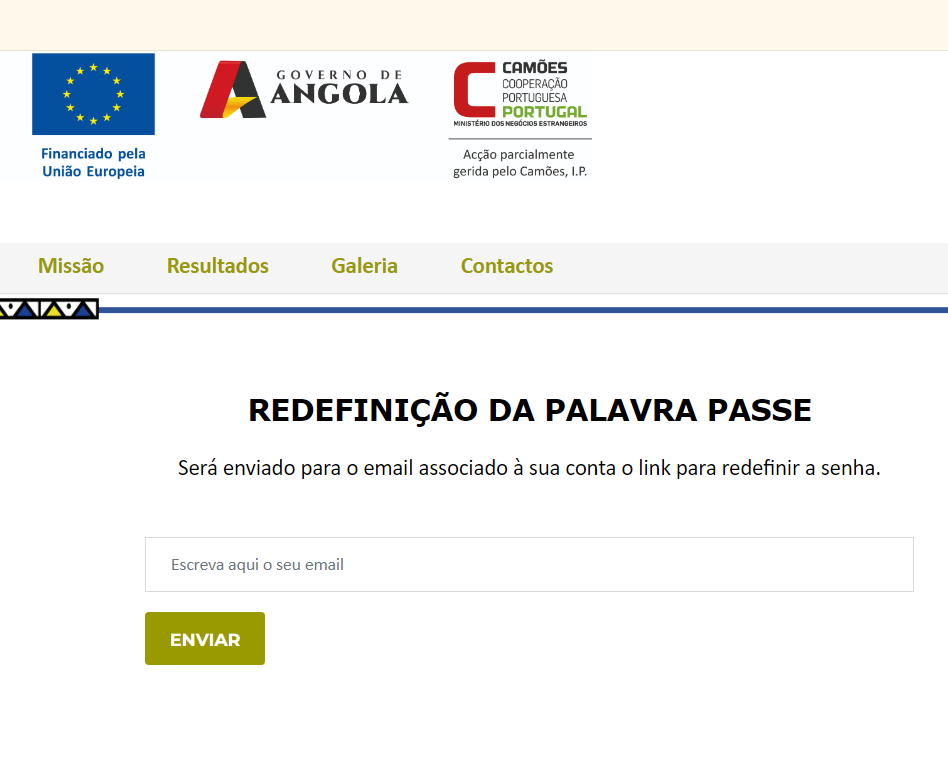 Financiado pela
União Europeia
GOVERNO DE
ANGOLA
CAMÕES
COOPERAÇÃO
PORTUGUESA
PORTUGAL
MINISTÉRIO DOS NEGÓCIOS ESTRANGEIROS
Acção parcialmente
gerida pelo Camões, I.P.
Missão Resultados Galeria Contactos
REDEFINIÇÃO DA PALAVRA PASSE
Será enviado para o email associado à sua conta o link para redefinir a senha.
Escreva aqui o seu email
ENVIAR